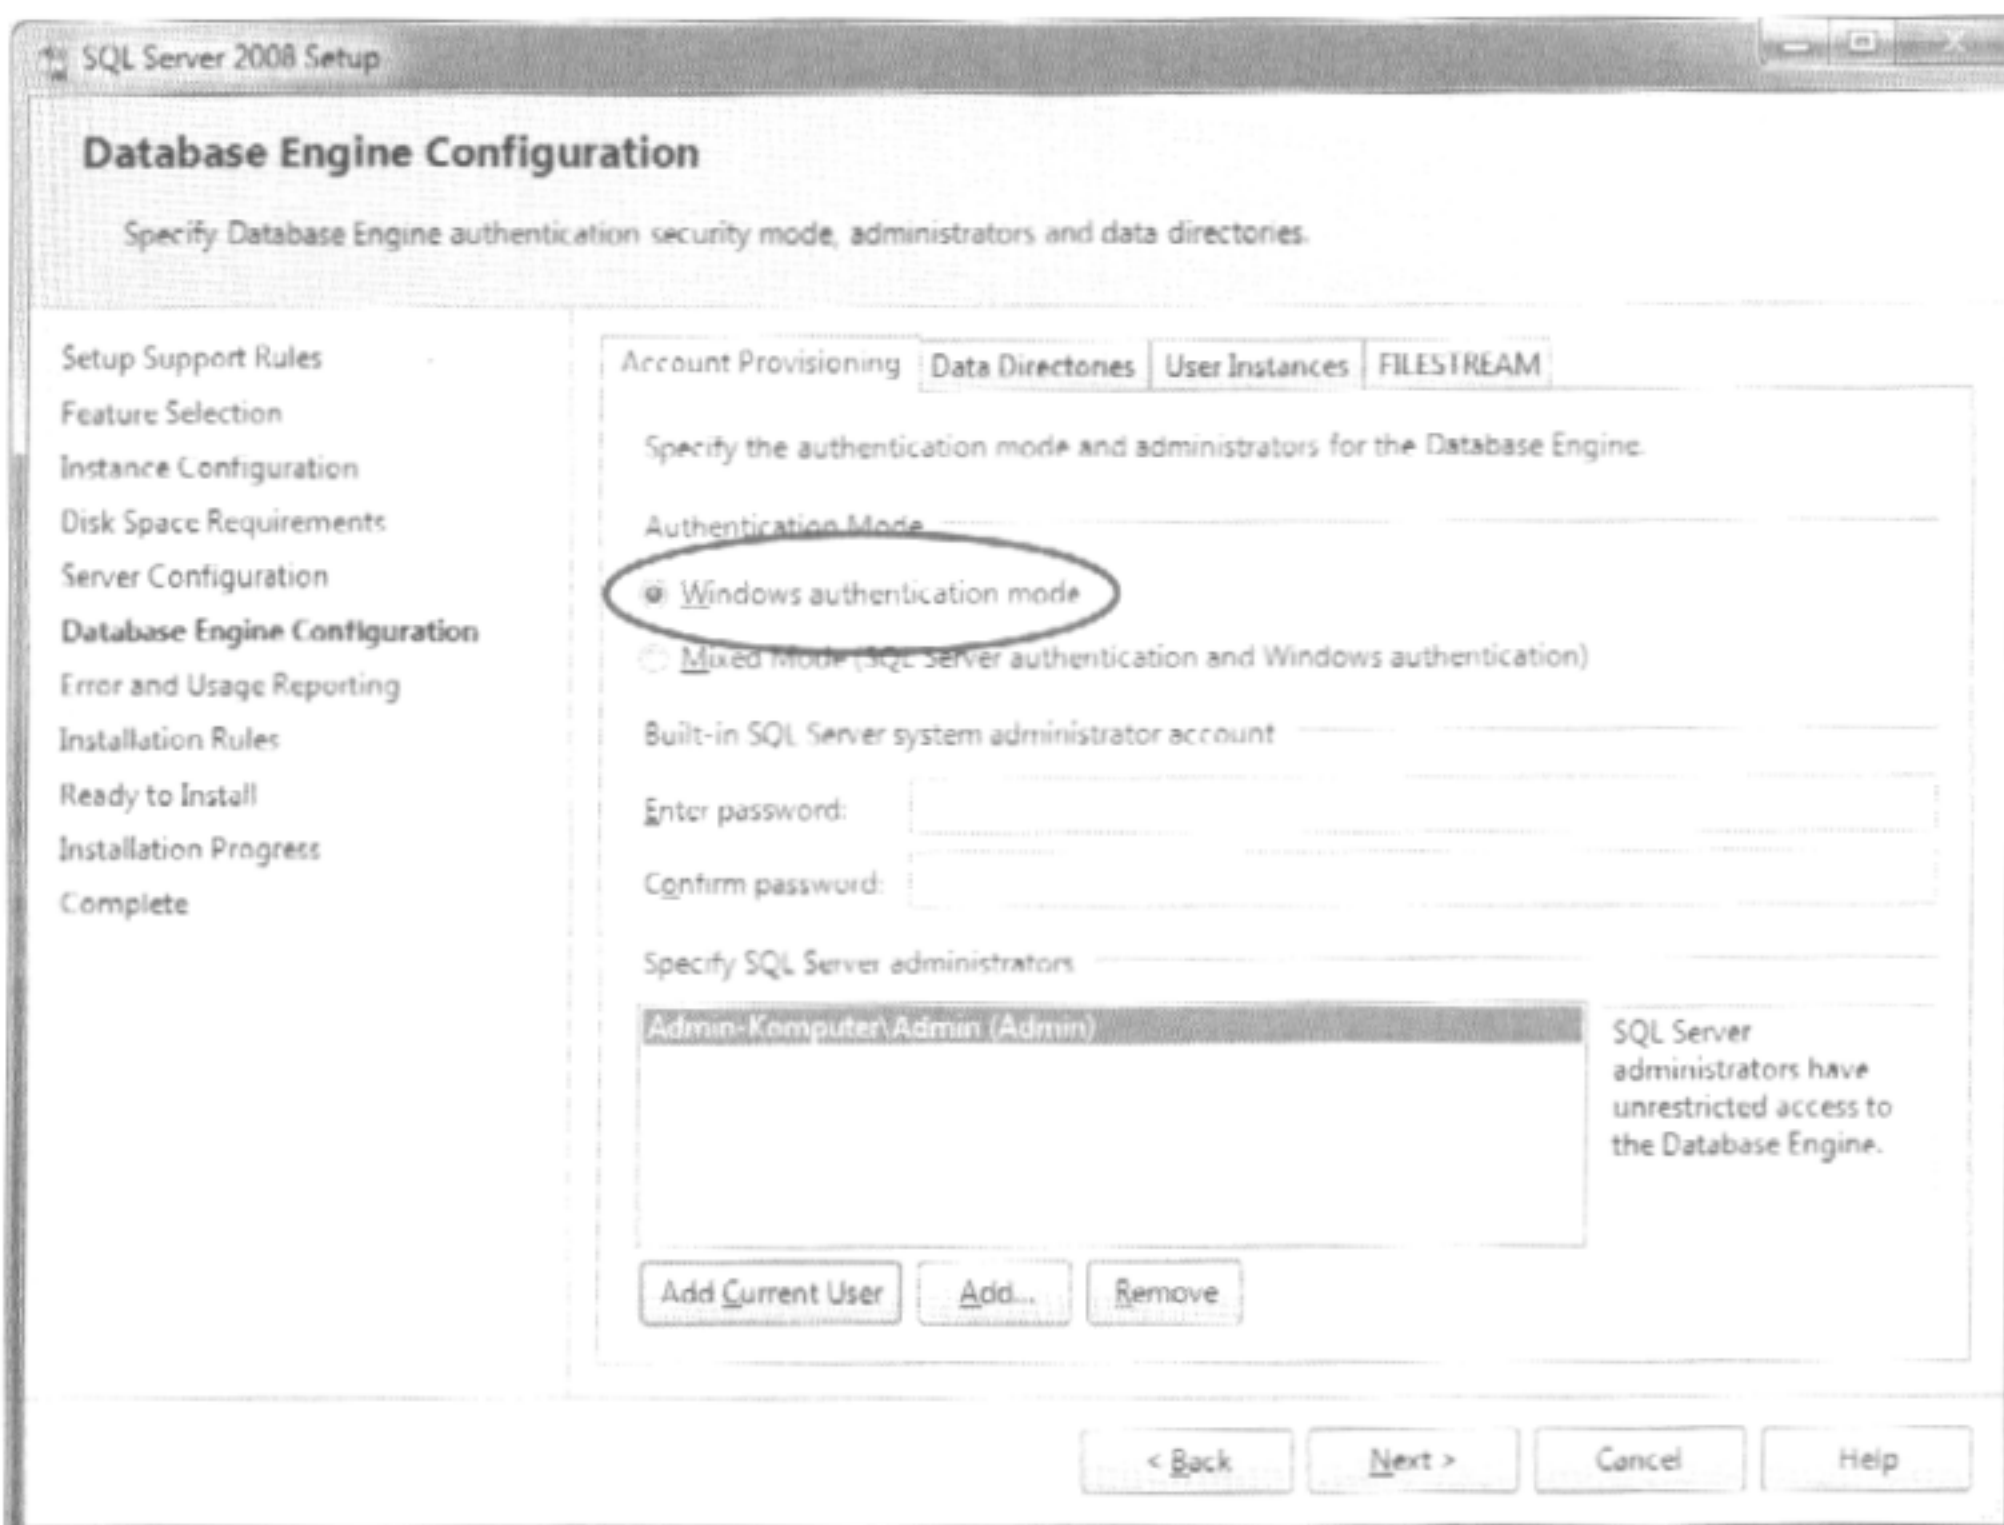 SQL Server 2008 Setup
Database Engine Configuration
Specify Database Engine authentication security mode, administrators and data directories.
Setup Support Rules
Feature Selection
Instance Configuration
Disk Space Requirements
Server Configuration
Database Engine Configuration
Error and Usage Reporting
Installation Rules
Ready to Install
Installation Progress
Complete
Account Provisioning
Data Directories
User Instances
FILESTREAM
Specify the authentication mode and administrators for the Database Engine.
Authentication Mode
Windows authentication mode
Mixed Mode (SQL Server authentication and Windows authentication)
Built-in SQL Server system administrator account
Enter password:
Confirm password:
Specify SQL Server administrators
Admin-Komputer\Admin (Admin)
SQL Server
administrators have
unrestricted access to
the Database Engine.
Add Current User
Add...
Remove
< Back
Next >
Cancel
Help